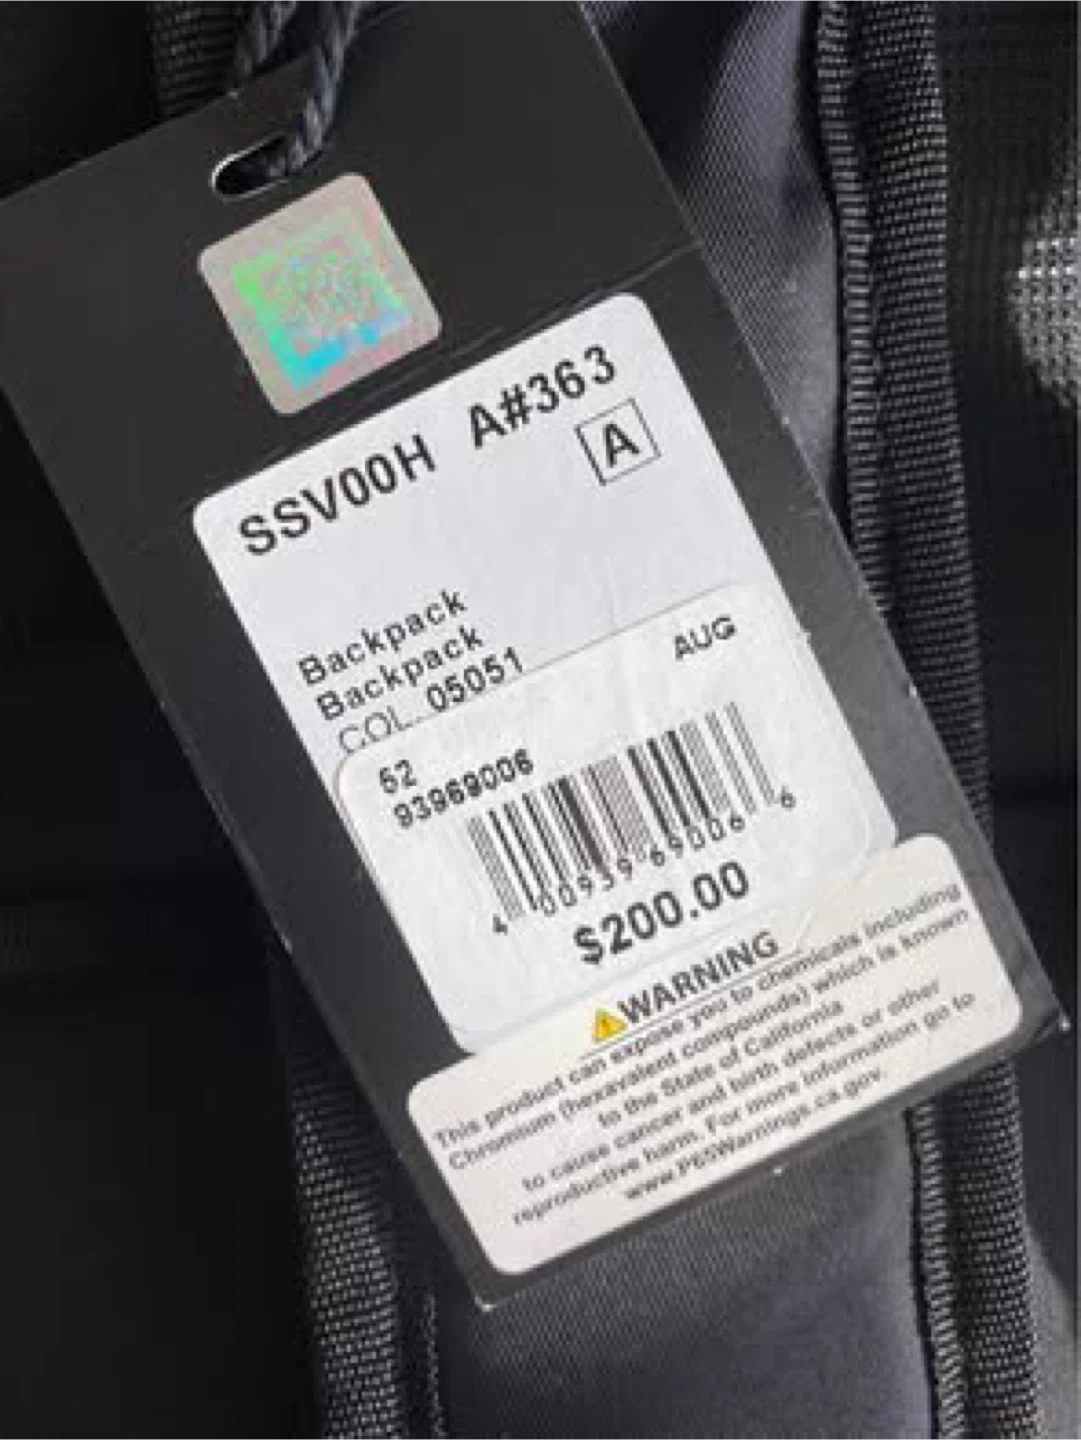 SSV00H A#363
A
Backpack
Backpack
COL. 05051
AUG
52
93969006
4 00939 69006 6
$200.00
WARNING
This product can expose you to chemicals including
Chromium (hexavalent compounds) which is known
to the State of California
to cause cancer and birth defects or other
reproductive harm. For more information go to
www.P65Warnings.ca.gov.